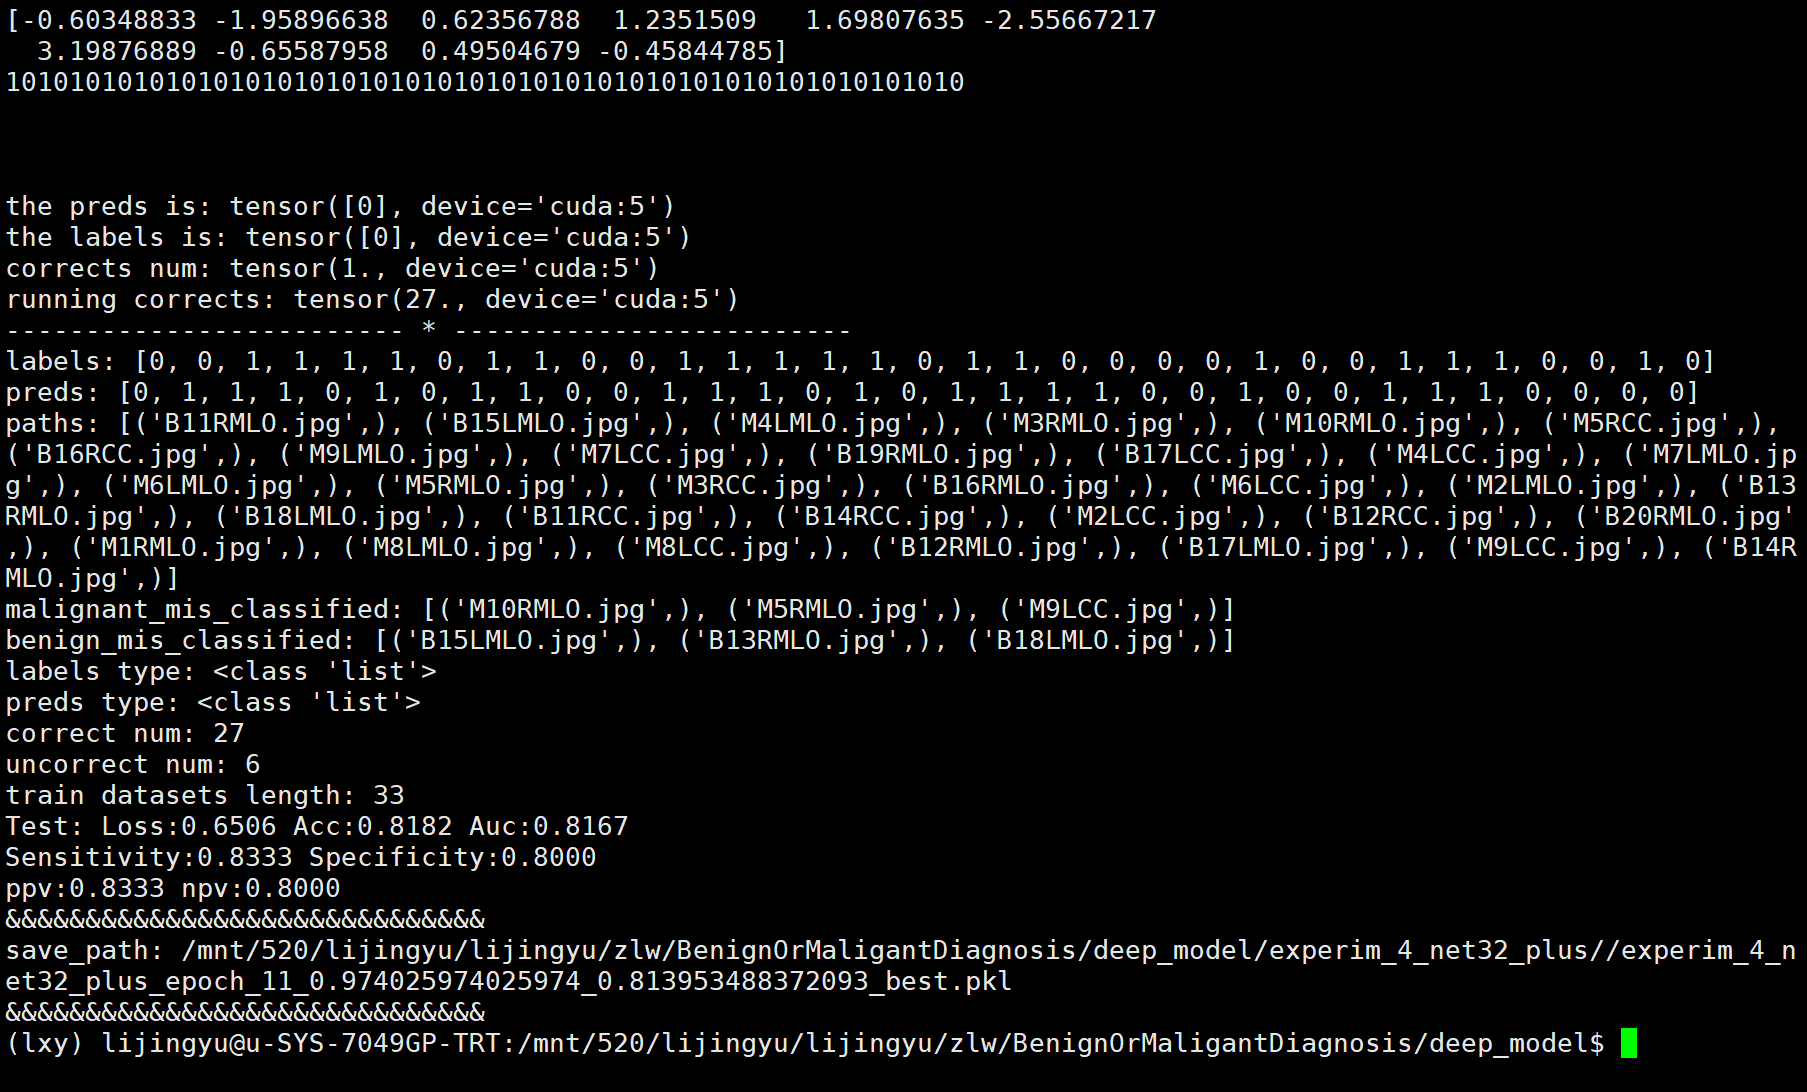 [-0.60348833 -1.95896638  0.62356788  1.2351509   1.69807635 -2.55667217
  3.19876889 -0.65587958  0.49504679 -0.45844785]
101010101010101010101010101010101010101010101010101010101010
the preds is: tensor([0], device='cuda:5')
the labels is: tensor([0], device='cuda:5')
corrects num: tensor(1., device='cuda:5')
running corrects: tensor(27., device='cuda:5')
------------------------- * -------------------------
labels: [0, 0, 1, 1, 1, 1, 0, 1, 1, 0, 0, 1, 1, 1, 1, 1, 0, 1, 1, 0, 0, 0, 0, 1, 0, 0, 1, 1, 1, 0, 0, 1, 0]
preds: [0, 1, 1, 1, 0, 1, 0, 1, 1, 0, 0, 1, 1, 1, 0, 1, 0, 1, 1, 1, 1, 0, 0, 1, 0, 0, 1, 1, 1, 0, 0, 0, 0]
paths: [('B11RMLO.jpg',), ('B15LMLO.jpg',), ('M4LMLO.jpg',), ('M3RMLO.jpg',), ('M10RMLO.jpg',), ('M5RCC.jpg',),
('B16RCC.jpg',), ('M9LMLO.jpg',), ('M7LCC.jpg',), ('B19RMLO.jpg',), ('B17LCC.jpg',), ('M4LCC.jpg',), ('M7LMLO.jp
g',), ('M6LMLO.jpg',), ('M5RMLO.jpg',), ('M3RCC.jpg',), ('B16RMLO.jpg',), ('M6LCC.jpg',), ('M2LMLO.jpg',), ('B13
RMLO.jpg',), ('B18LMLO.jpg',), ('B11RCC.jpg',), ('B14RCC.jpg',), ('M2LCC.jpg',), ('B12RCC.jpg',), ('B20RMLO.jpg'
,), ('M1RMLO.jpg',), ('M8LMLO.jpg',), ('M8LCC.jpg',), ('B12RMLO.jpg',), ('B17LMLO.jpg',), ('M9LCC.jpg',), ('B14R
MLO.jpg',)]
malignant_mis_classified: [('M10RMLO.jpg',), ('M5RMLO.jpg',), ('M9LCC.jpg',)]
benign_mis_classified: [('B15LMLO.jpg',), ('B13RMLO.jpg',), ('B18LMLO.jpg',)]
labels type: <class 'list'>
preds type: <class 'list'>
correct num: 27
uncorrect num: 6
train datasets length: 33
Test: Loss:0.6506 Acc:0.8182 Auc:0.8167
Sensitivity:0.8333 Specificity:0.8000
ppv:0.8333 npv:0.8000
&&&&&&&&&&&&&&&&&&&&&&&&&&&&&&
save_path: /mnt/520/lijingyu/lijingyu/zlw/BenignOrMaligantDiagnosis/deep_model/experim_4_net32_plus//experim_4_n
et32_plus_epoch_11_0.974025974025974_0.813953488372093_best.pkl
&&&&&&&&&&&&&&&&&&&&&&&&&&&&&&
(lxy) lijingyu@u-SYS-7049GP-TRT:/mnt/520/lijingyu/lijingyu/zlw/BenignOrMaligantDiagnosis/deep_model$